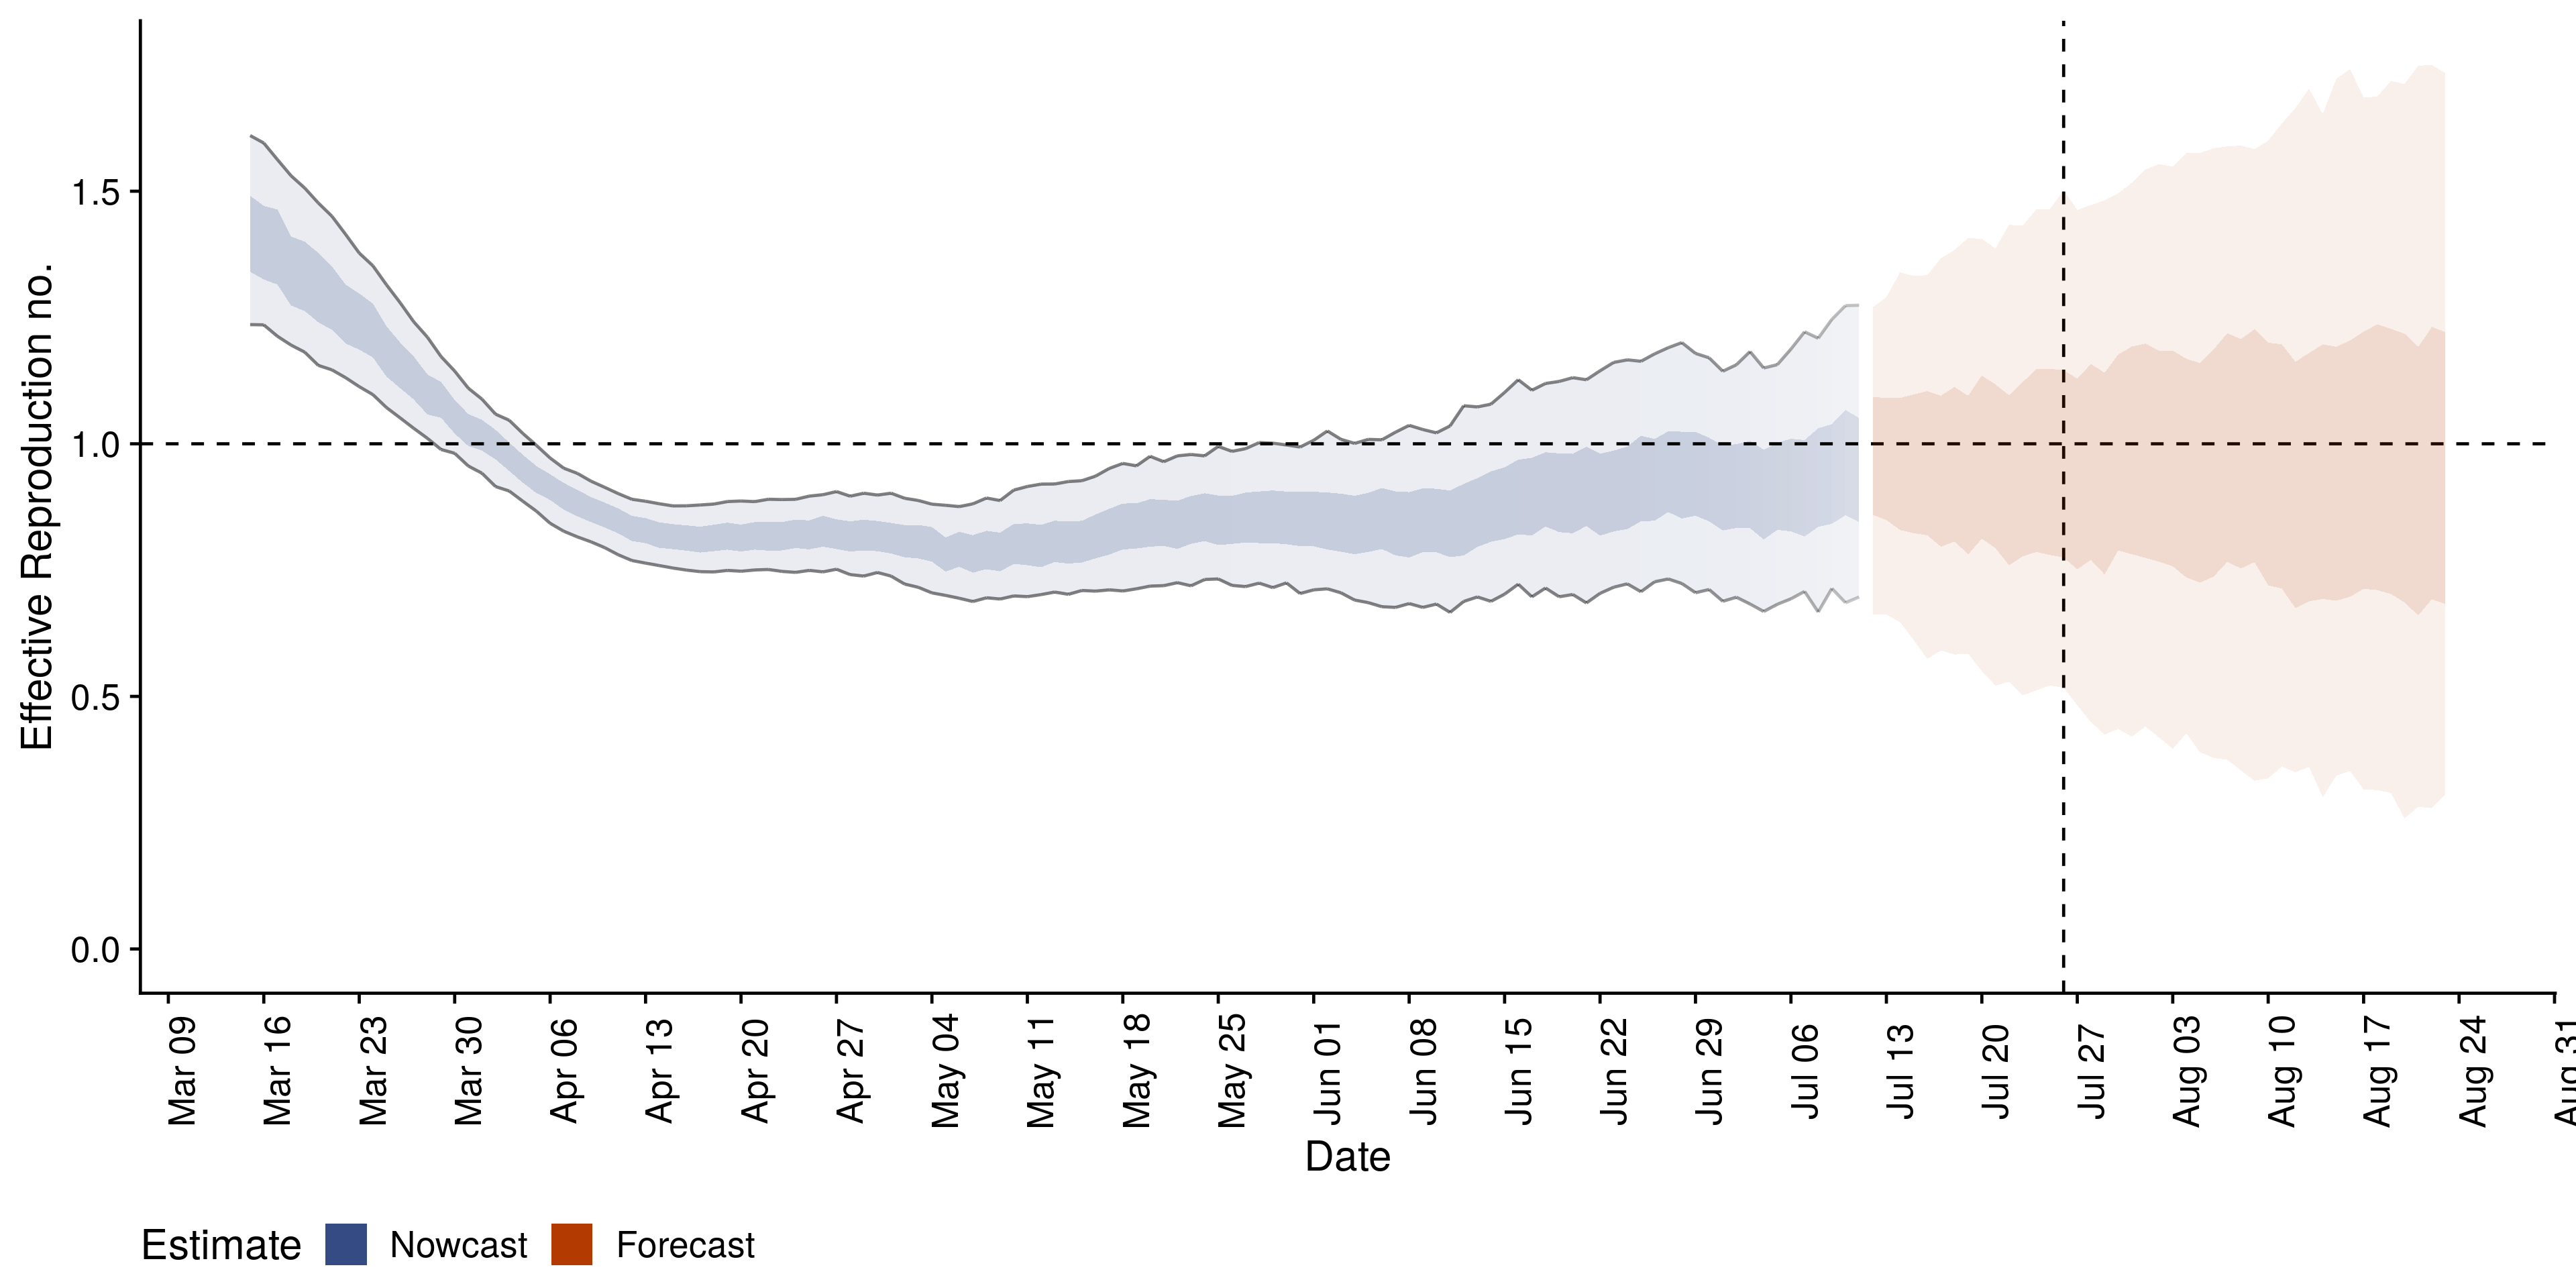 Effective Reproduction no.
1.5
1.0
0.5
0.0
Mar 09
Mar 16
Mar 23
Mar 30
Apr 06
Apr 13
Apr 20
Apr 27
May 04
May 11
May 18
May 25
Jun 01
Jun 08
Jun 15
Jun 22
Jun 29
Jul 06
Jul 13
Jul 20
Jul 27
Aug 03
Aug 10
Aug 17
Aug 24
Aug 31
Date
Estimate Nowcast Forecast